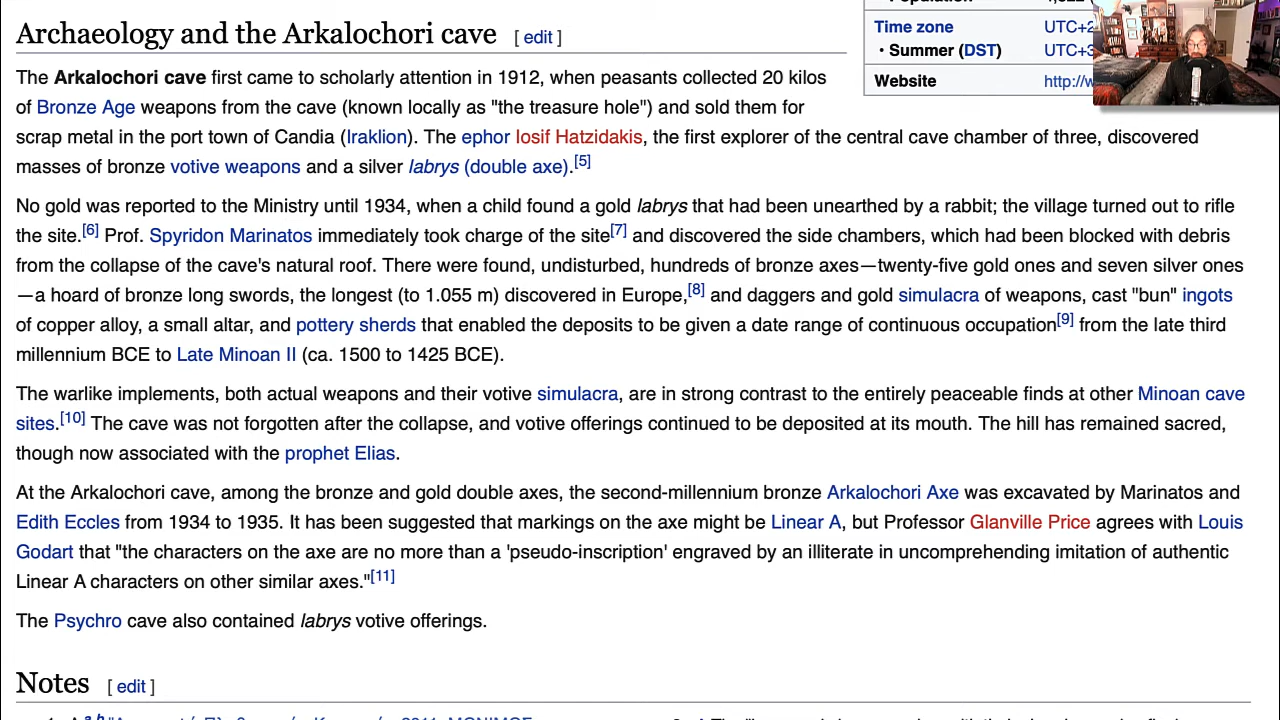 Archaeology and the Arkalochori cave [ edit ]
The Arkalochori cave first came to scholarly attention in 1912, when peasants collected 20 kilos
of Bronze Age weapons from the cave (known locally as "the treasure hole") and sold them for
scrap metal in the port town of Candia (Iraklion). The ephor Iosif Hatzidakis, the first explorer of the central cave chamber of three, discovered
masses of bronze votive weapons and a silver labrys (double axe).[5]
No gold was reported to the Ministry until 1934, when a child found a gold labrys that had been unearthed by a rabbit; the village turned out to rifle
the site.[6] Prof. Spyridon Marinatos immediately took charge of the site[7] and discovered the side chambers, which had been blocked with debris
from the collapse of the cave's natural roof. There were found, undisturbed, hundreds of bronze axes—twenty-five gold ones and seven silver ones
—a hoard of bronze long swords, the longest (to 1.055 m) discovered in Europe,[8] and daggers and gold simulacra of weapons, cast "bun" ingots
of copper alloy, a small altar, and pottery sherds that enabled the deposits to be given a date range of continuous occupation[9] from the late third
millennium BCE to Late Minoan II (ca. 1500 to 1425 BCE).
The warlike implements, both actual weapons and their votive simulacra, are in strong contrast to the entirely peaceable finds at other Minoan cave
sites.[10] The cave was not forgotten after the collapse, and votive offerings continued to be deposited at its mouth. The hill has remained sacred,
though now associated with the prophet Elias.
At the Arkalochori cave, among the bronze and gold double axes, the second-millennium bronze Arkalochori Axe was excavated by Marinatos and
Edith Eccles from 1934 to 1935. It has been suggested that markings on the axe might be Linear A, but Professor Glanville Price agrees with Louis
Godart that "the characters on the axe are no more than a 'pseudo-inscription' engraved by an illiterate in uncomprehending imitation of authentic
Linear A characters on other similar axes."[11]
The Psychro cave also contained labrys votive offerings.
Notes [ edit ]
Time zone UTC+2
• Summer (DST) UTC+3
Website http://w